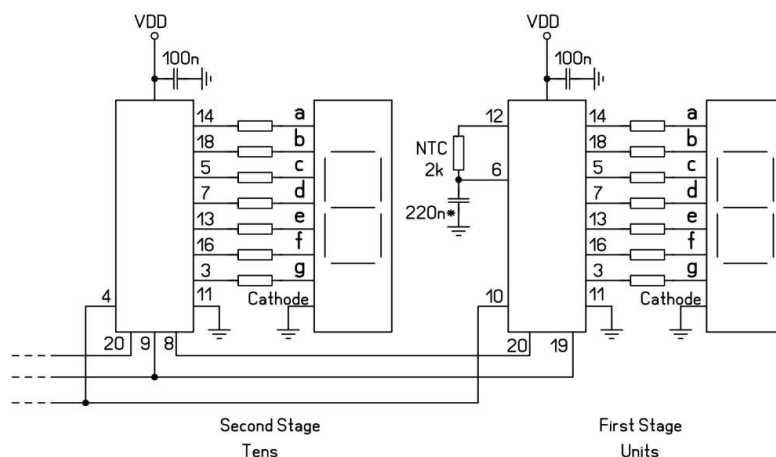 VDD
100n
14 a
18 b
5 c
7 d
13 e
16 f
3 g
11 Cathode
4
20 9 8
VDD
100n
12
NTC
2k
6
220n*
10
14 a
18 b
5 c
7 d
13 e
16 f
3 g
11 Cathode
20 19
Second Stage
Tens
First Stage
Units